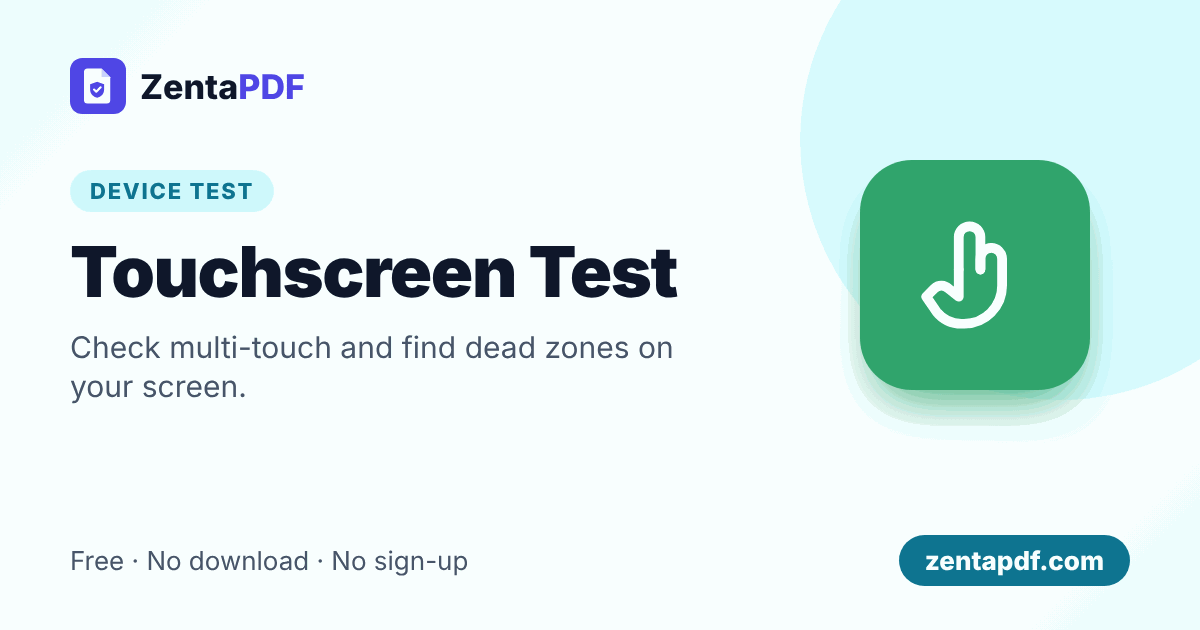 ZentaPDF
DEVICE TEST
Touchscreen Test
Check multi-touch and find dead zones on
your screen.
Free · No download · No sign-up
zentapdf.com